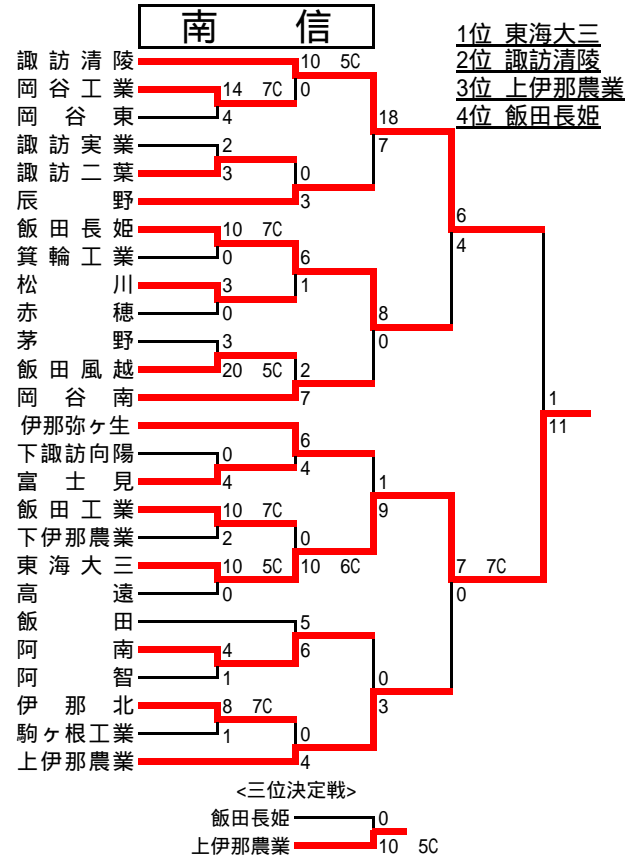 南 信
1位 東海大三
2位 諏訪清陵
3位 上伊那農業
4位 飯田長姫
諏訪清陵
10 5C
岡谷工業
14 7C
0
岡谷東
4
18
諏訪実業
2
7
諏訪二葉
3
0
辰野
3
6
飯田長姫
10 7C
4
箕輪工業
0
6
松川
3
1
赤穂
0
8
茅野
3
0
飯田風越
20 5C
2
岡谷南
7
1
伊那弥ヶ生
11
下諏訪向陽
0
6
富士見
4
4
1
飯田工業
10 7C
9
下伊那農業
2
0
東海大三
10 5C
10 6C
7 7C
高遠
0
0
飯田
5
阿南
4
6
阿智
1
0
伊那北
8 7C
3
駒ヶ根工業
1
0
上伊那農業
4
<三位決定戦>
飯田長姫
0
上伊那農業
10 5C